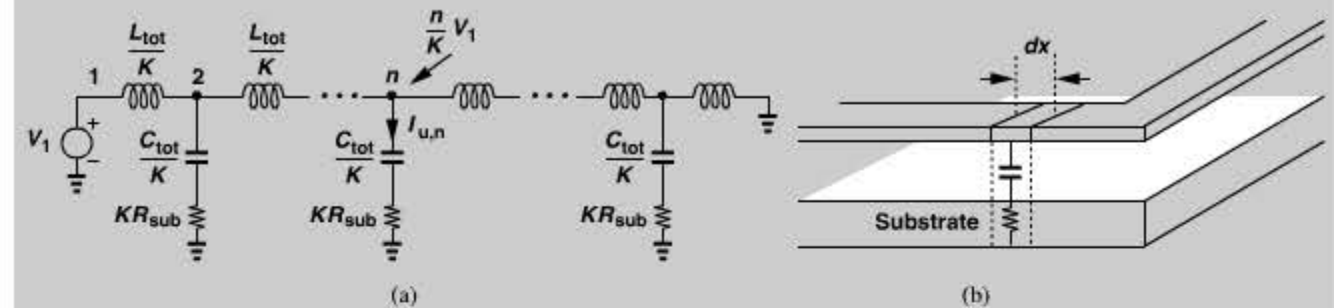 L_tot
K
L_tot
K
n
K
V_1
dx
1
2
n
V_1
+
−
C_tot
K
I_u,n
C_tot
K
C_tot
K
KR_sub
KR_sub
KR_sub
Substrate
(a)
(b)